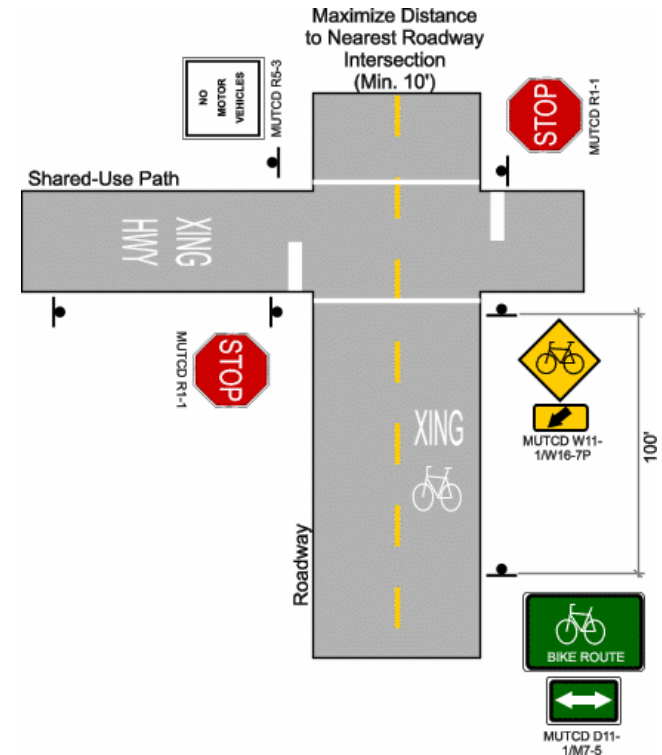 Maximize Distance
to Nearest Roadway
Intersection
(Min. 10')
NO
MOTOR
VEHICLES
MUTCD R5-3
STOP
MUTCD R1-1
Shared-Use Path
XING
HWY
STOP
MUTCD R1-1
XING
MUTCD W11-
1/W16-7P
100'
Roadway
BIKE ROUTE
MUTCD D11-
1/M7-5